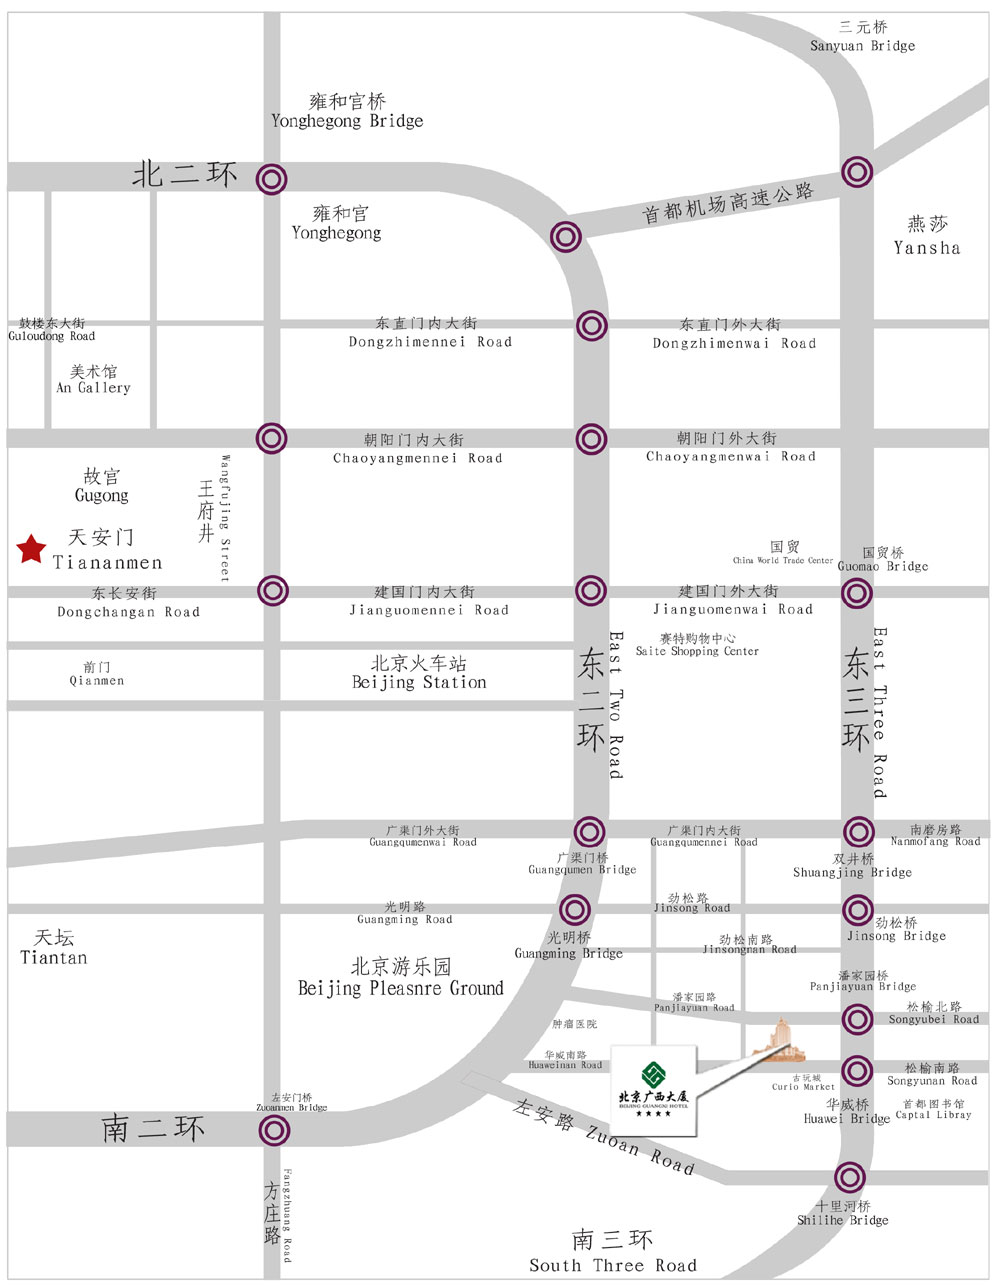 三元桥
Sanyuan Bridge
雍和宫桥
Yonghegong Bridge
北二环
首都机场高速公路
雍和宫
Yonghegong
燕莎
Yansha
鼓楼东大街
Guloudong Road
东直门内大街
Dongzhimennei Road
东直门外大街
Dongzhimenwai Road
美术馆
An Gallery
朝阳门内大街
Chaoyangmennei Road
朝阳门外大街
Chaoyangmenwai Road
故宫
Gugong
王府井
Wangfujing Street
天安门
Tiananmen
国贸
China World Trade Center
国贸桥
Guomao Bridge
东长安街
Dongchangan Road
建国门内大街
Jianguomennei Road
建国门外大街
Jianguomenwai Road
前门
Qianmen
北京火车站
Beijing Station
赛特购物中心
Saite Shopping Center
东二环
East Two Road
东三环
East Three Road
广渠门外大街
Guangqumenwai Road
广渠门内大街
Guangqumennei Road
南磨房路
Nanmofang Road
广渠门桥
Guangqumen Bridge
双井桥
Shuangjing Bridge
光明路
Guangming Road
劲松路
Jinsong Road
劲松桥
Jinsong Bridge
天坛
Tiantan
光明桥
Guangming Bridge
劲松南路
Jinsongnan Road
北京游乐园
Beijing Pleasnre Ground
潘家园桥
Panjiayuan Bridge
潘家园路
Panjiayuan Road
松榆北路
Songyubei Road
肿瘤医院
华威南路
Huaweinan Road
松榆南路
Songyunan Road
古玩城
Curio Market
北京广西大厦
BEIJING GUANGXI HOTEL
华威桥
Huawei Bridge
首都图书馆
Captal Libray
左安门桥
Zuoanmen Bridge
南二环
左安路 Zuoan Road
方庄路
Fangzhuang Road
十里河桥
Shilihe Bridge
南三环
South Three Road